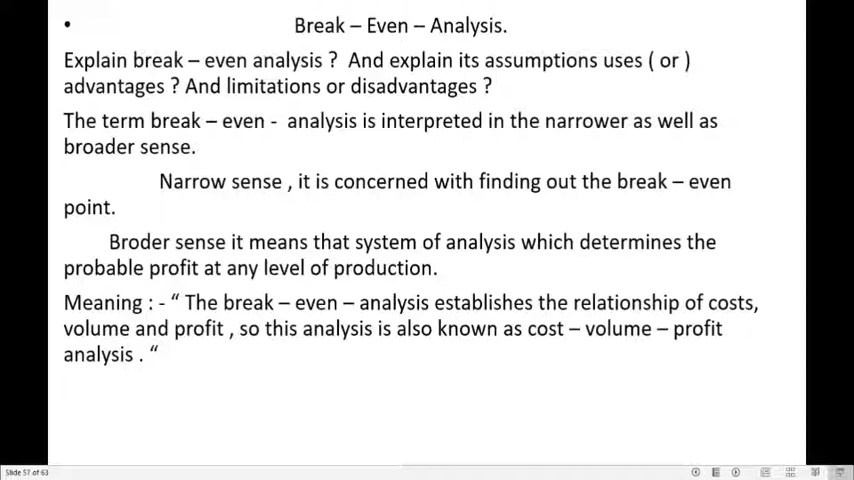 • Break – Even – Analysis.
Explain break – even analysis ? And explain its assumptions uses ( or )
advantages ? And limitations or disadvantages ?
The term break – even - analysis is interpreted in the narrower as well as
broader sense.
Narrow sense , it is concerned with finding out the break – even
point.
Broder sense it means that system of analysis which determines the
probable profit at any level of production.
Meaning : - “ The break – even – analysis establishes the relationship of costs,
volume and profit , so this analysis is also known as cost – volume – profit
analysis . “
Slide 57 of 63